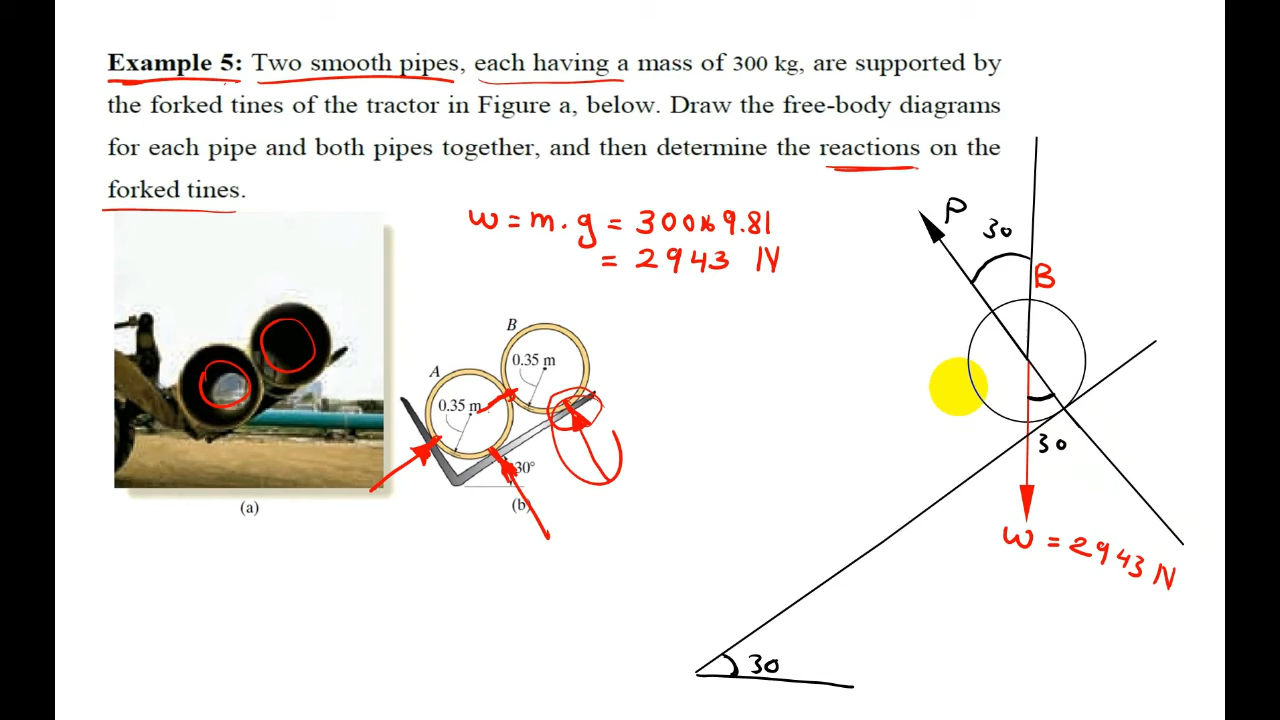 Example 5: Two smooth pipes, each having a mass of 300 kg, are supported by
the forked tines of the tractor in Figure a, below. Draw the free-body diagrams
for each pipe and both pipes together, and then determine the reactions on the
forked tines.
w = m.g = 300*9.81
= 2943 N
P
30
B
B
0.35 m
A
0.35 m
30°
30
(a)
(b)
w = 2943 N
30